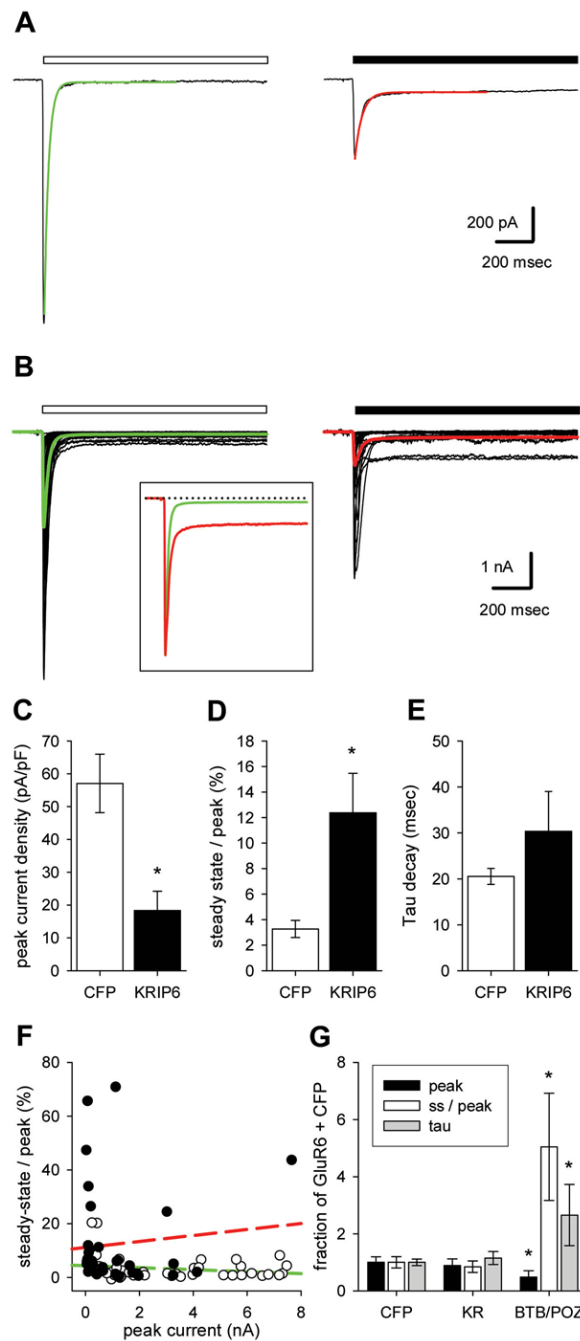 A
200 pA
200 msec
B
1 nA
200 msec
C
peak current density (pA/pF)
70
60
50
40
30
20
10
0
CFP KRIP6
D
steady state / peak (%)
18
16
14
12
10
8
6
4
2
0
*
*
CFP KRIP6
E
Tau decay (msec)
50
40
30
20
10
0
CFP KRIP6
F
steady-state / peak (%)
80
60
40
20
0
0 2 4 6 8
peak current (nA)
G
fraction of GluR6 + CFP
8
6
4
2
0
peak
ss / peak
tau
*
*
*
CFP KR BTB/POZ